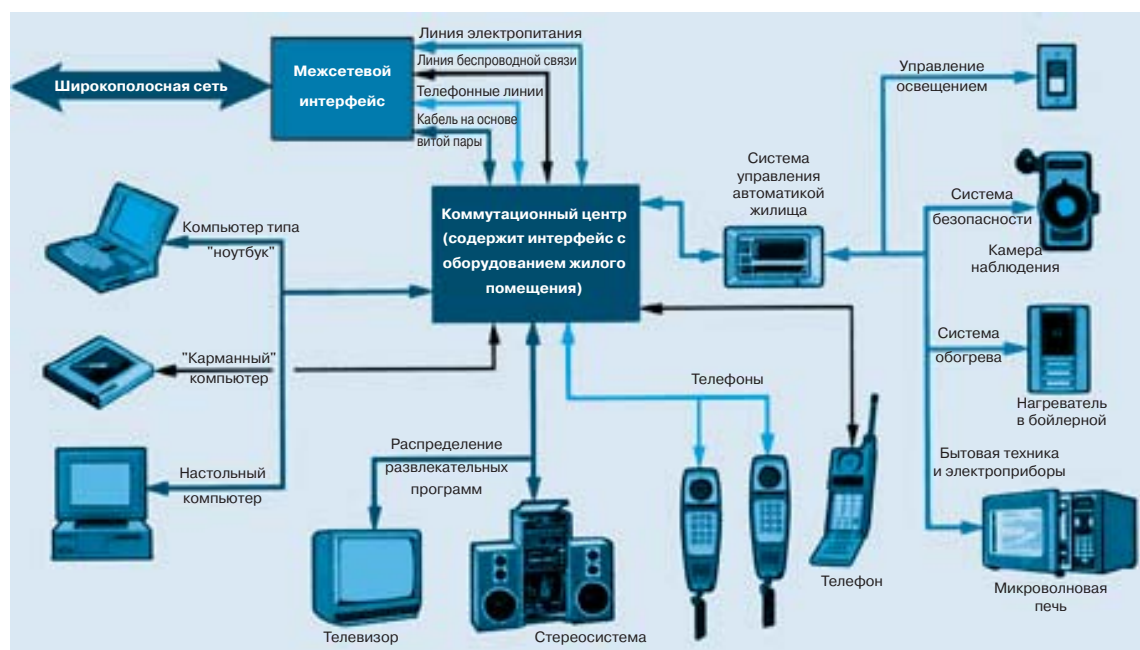 Широкополосная сеть
Межсетевой
интерфейс
Линия электропитания
Линия беспроводной связи
Телефонные линии
Кабель на основе
витой пары
Управление
освещением
Система
управления
автоматикой
жилища
Система
безопасности
Камера
наблюдения
Коммутационный центр
(содержит интерфейс с
оборудованием жилого
помещения)
Компьютер типа
"ноутбук"
"Карманный"
компьютер
Настольный
компьютер
Система
обогрева
Нагреватель
в бойлерной
Телефоны
Распределение
развлекательных
программ
Бытовая техника
и электроприборы
Телевизор
Стереосистема
Телефон
Микроволновая
печь